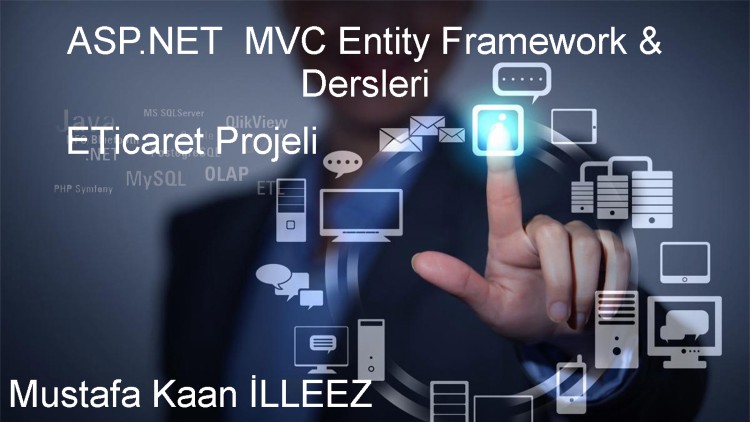 ASP.NET MVC Entity Framework &
Dersleri
Java
MS SQLServer
QlikView
ETicaret Projeli
.NET
MySQL
OLAP
ETL
PHP Symfony
Mustafa Kaan İLLEEZ